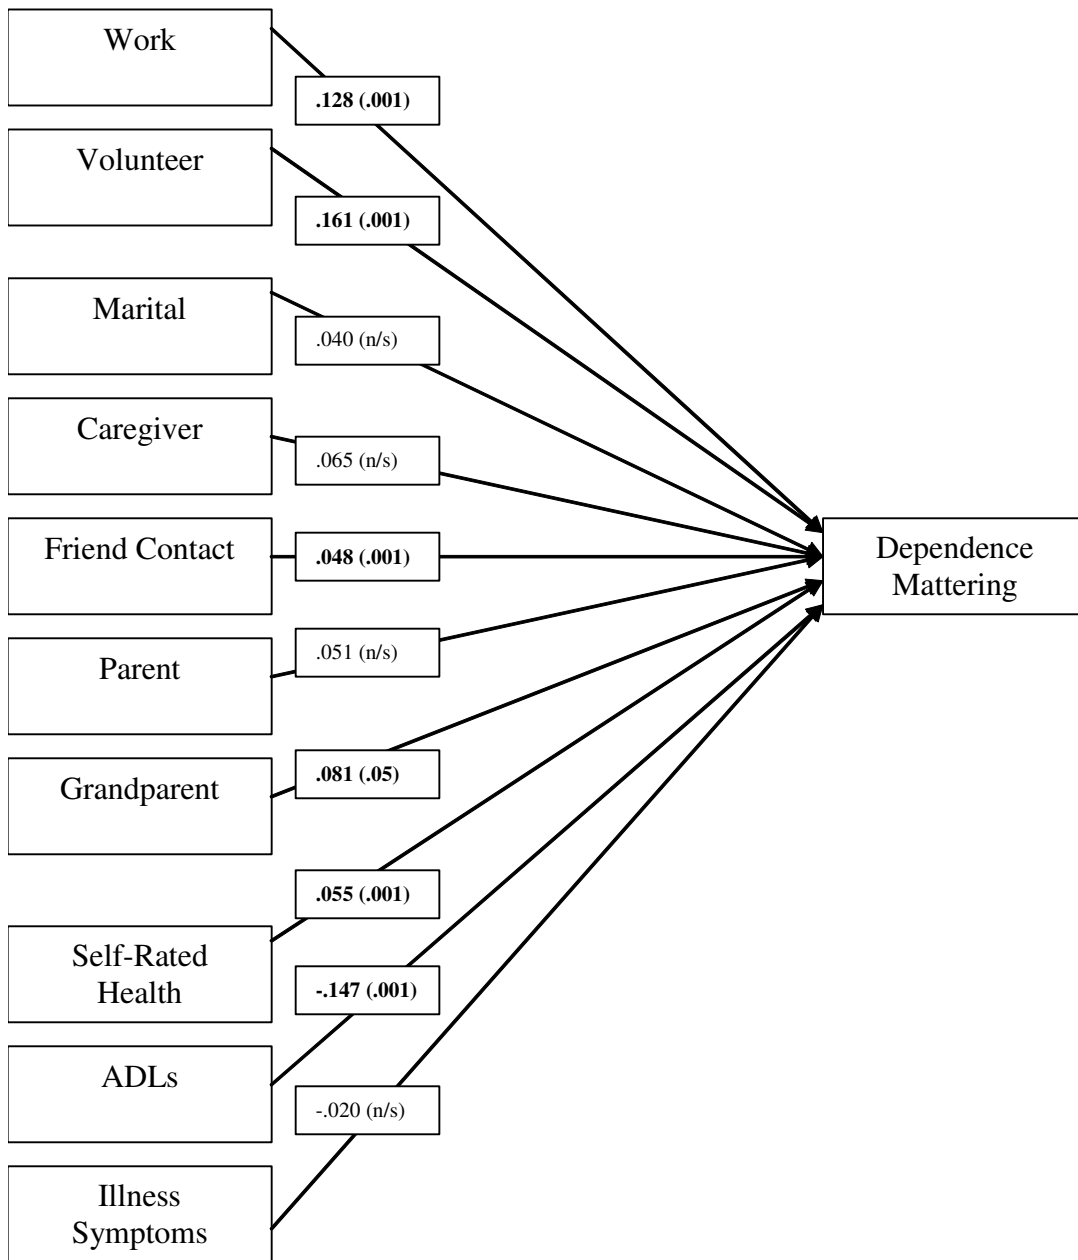 Work
.128 (.001)
Volunteer
.161 (.001)
Marital
.040 (n/s)
Caregiver
.065 (n/s)
Friend Contact
.048 (.001)
Dependence
Mattering
Parent
.051 (n/s)
Grandparent
.081 (.05)
.055 (.001)
Self-Rated
Health
-.147 (.001)
ADLs
-.020 (n/s)
Illness
Symptoms